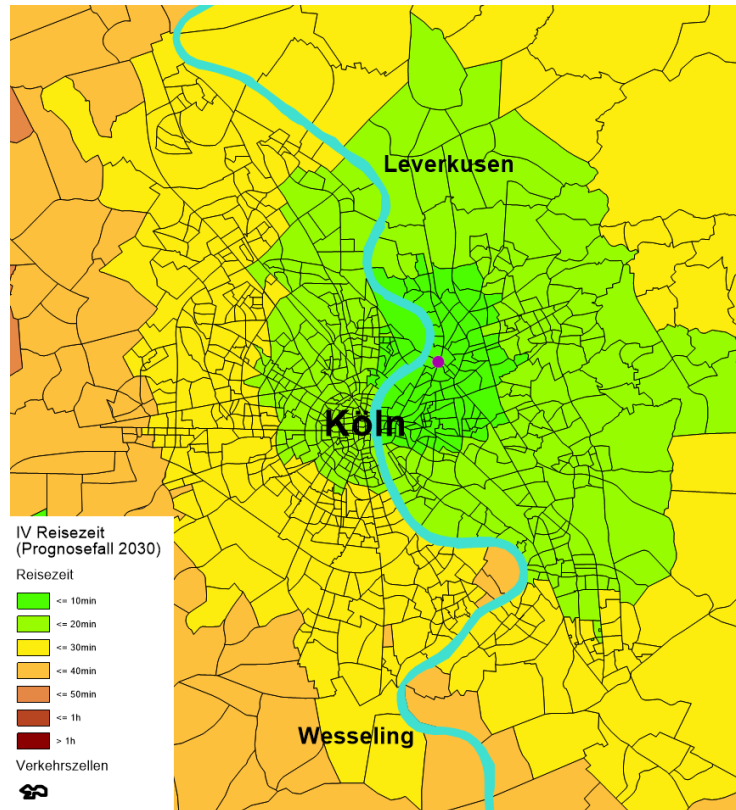 Leverkusen
Köln
IV Reisezeit
(Prognosefall 2030)
Reisezeit
<= 10min
<= 20min
<= 30min
<= 40min
<= 50min
<= 1h
> 1h
Verkehrszellen
Wesseling